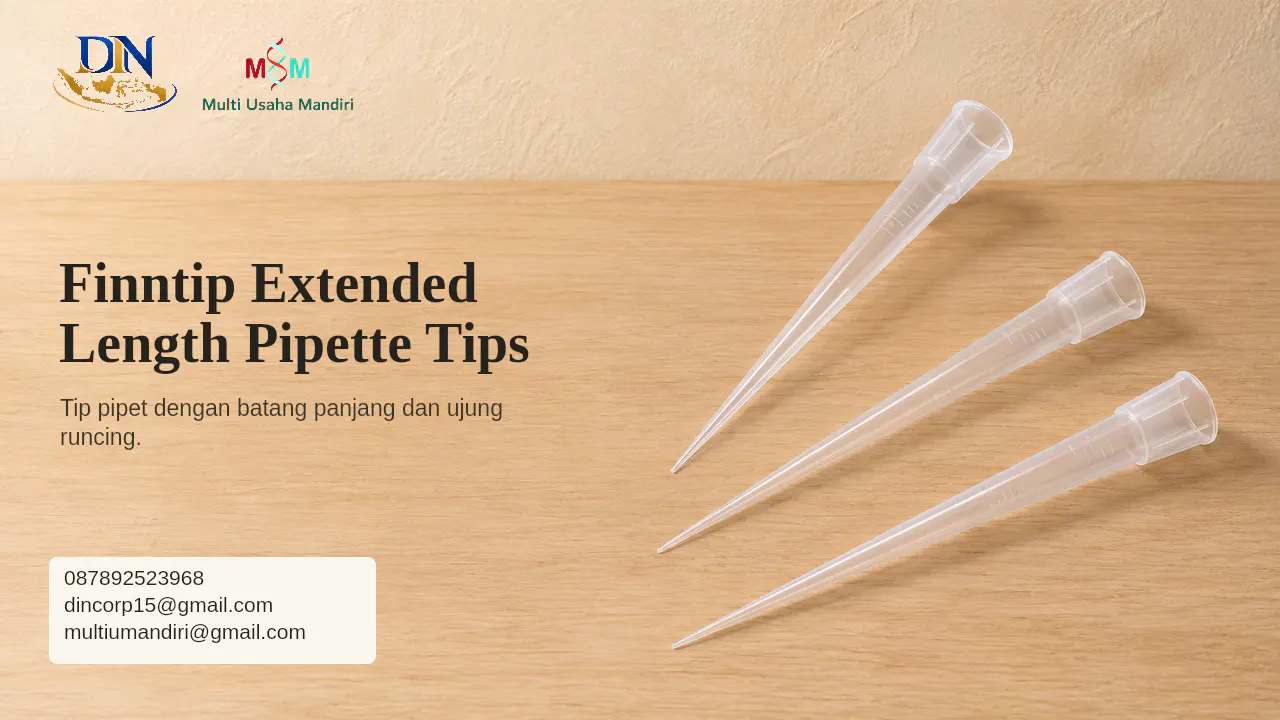 DIN
MSM
Multi Usaha Mandiri
Finntip Extended
Length Pipette Tips
Tip pipet dengan batang panjang dan ujung
runcing.
087892523968
dincorp15@gmail.com
multiumandiri@gmail.com